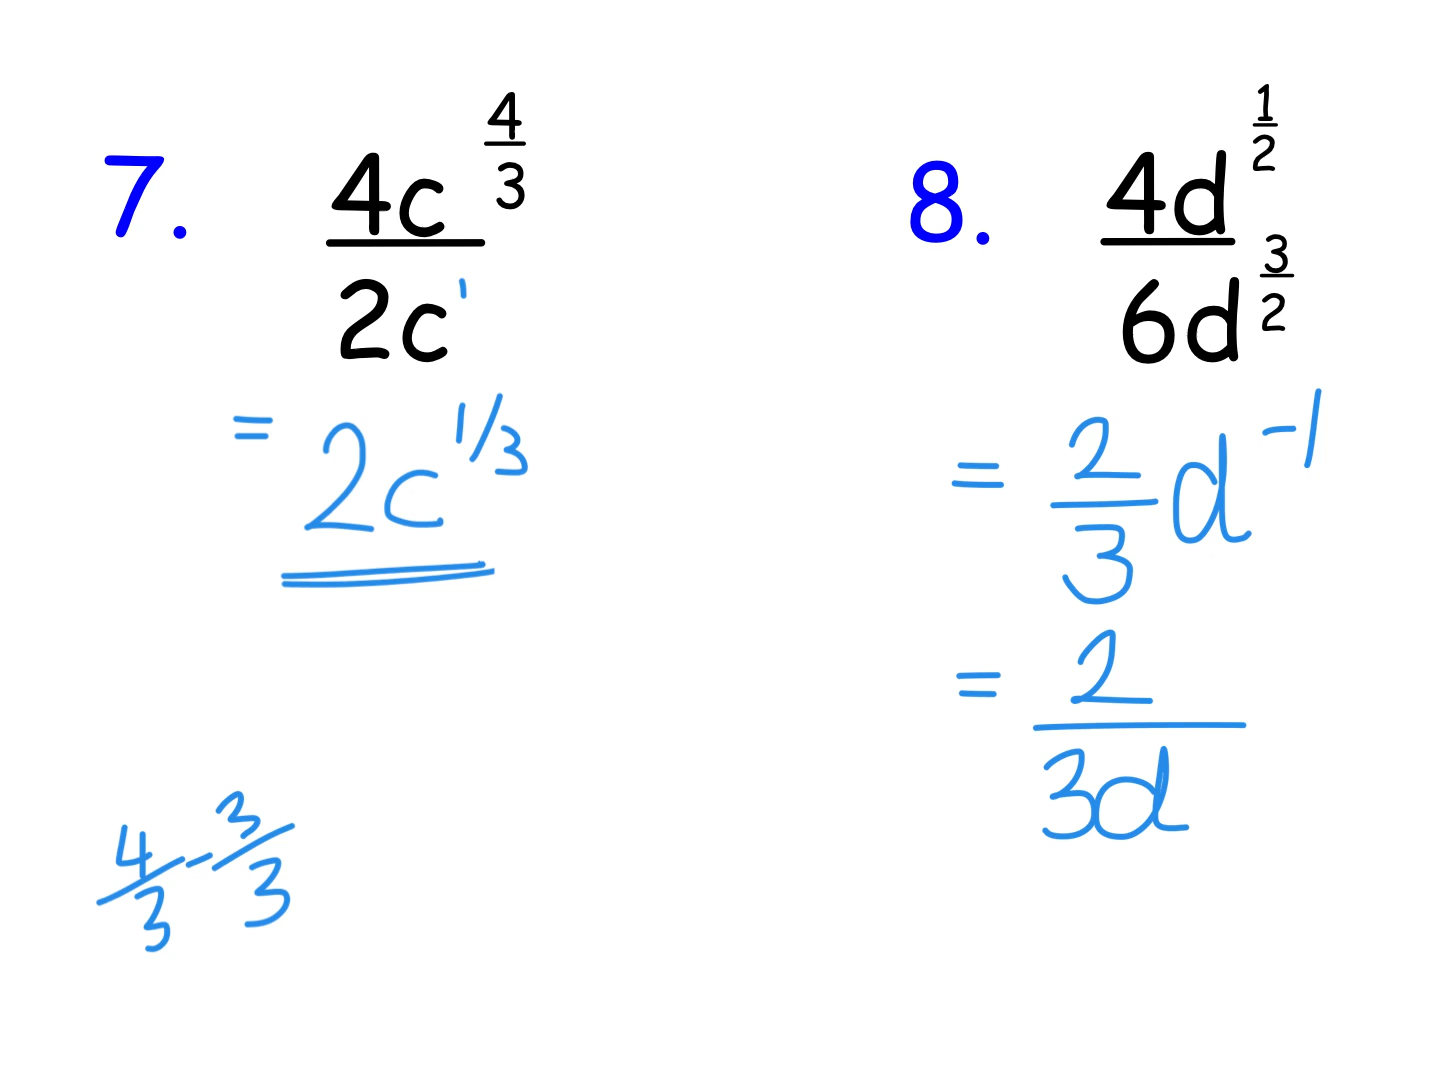 7. 4c^(4/3) / 2c^1
= 2c^(1/3)
4/3 - 3/3
8. 4d^(1/2) / 6d^(3/2)
= 2/3 d^(-1)
= 2 / 3d